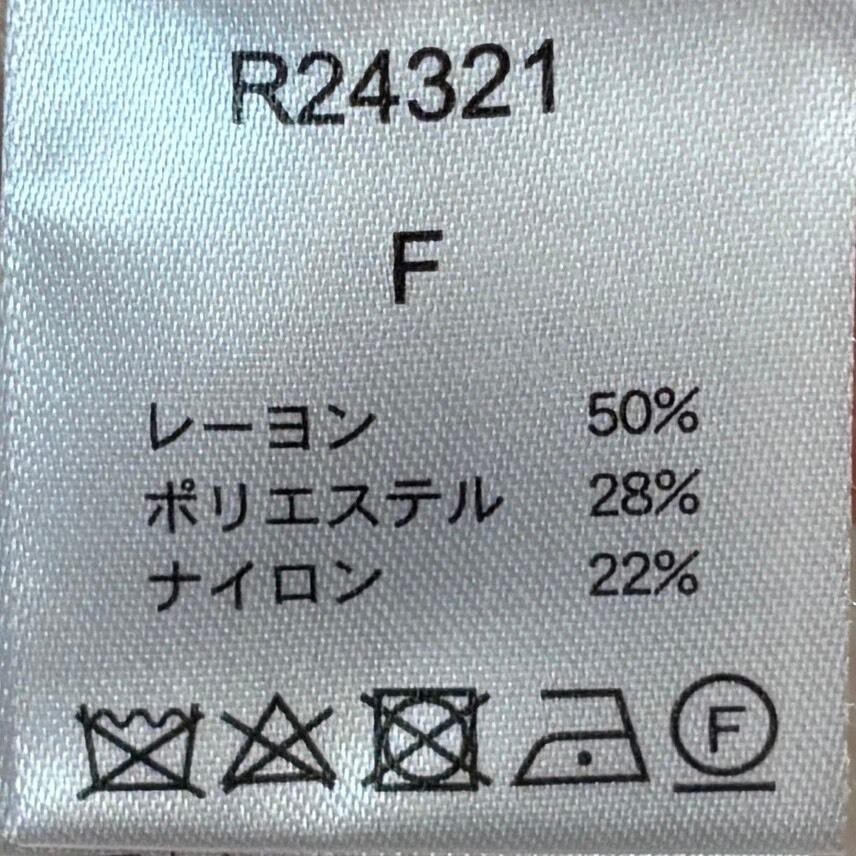 R24321
F
レーヨン 50%
ポリエステル 28%
ナイロン 22%
F